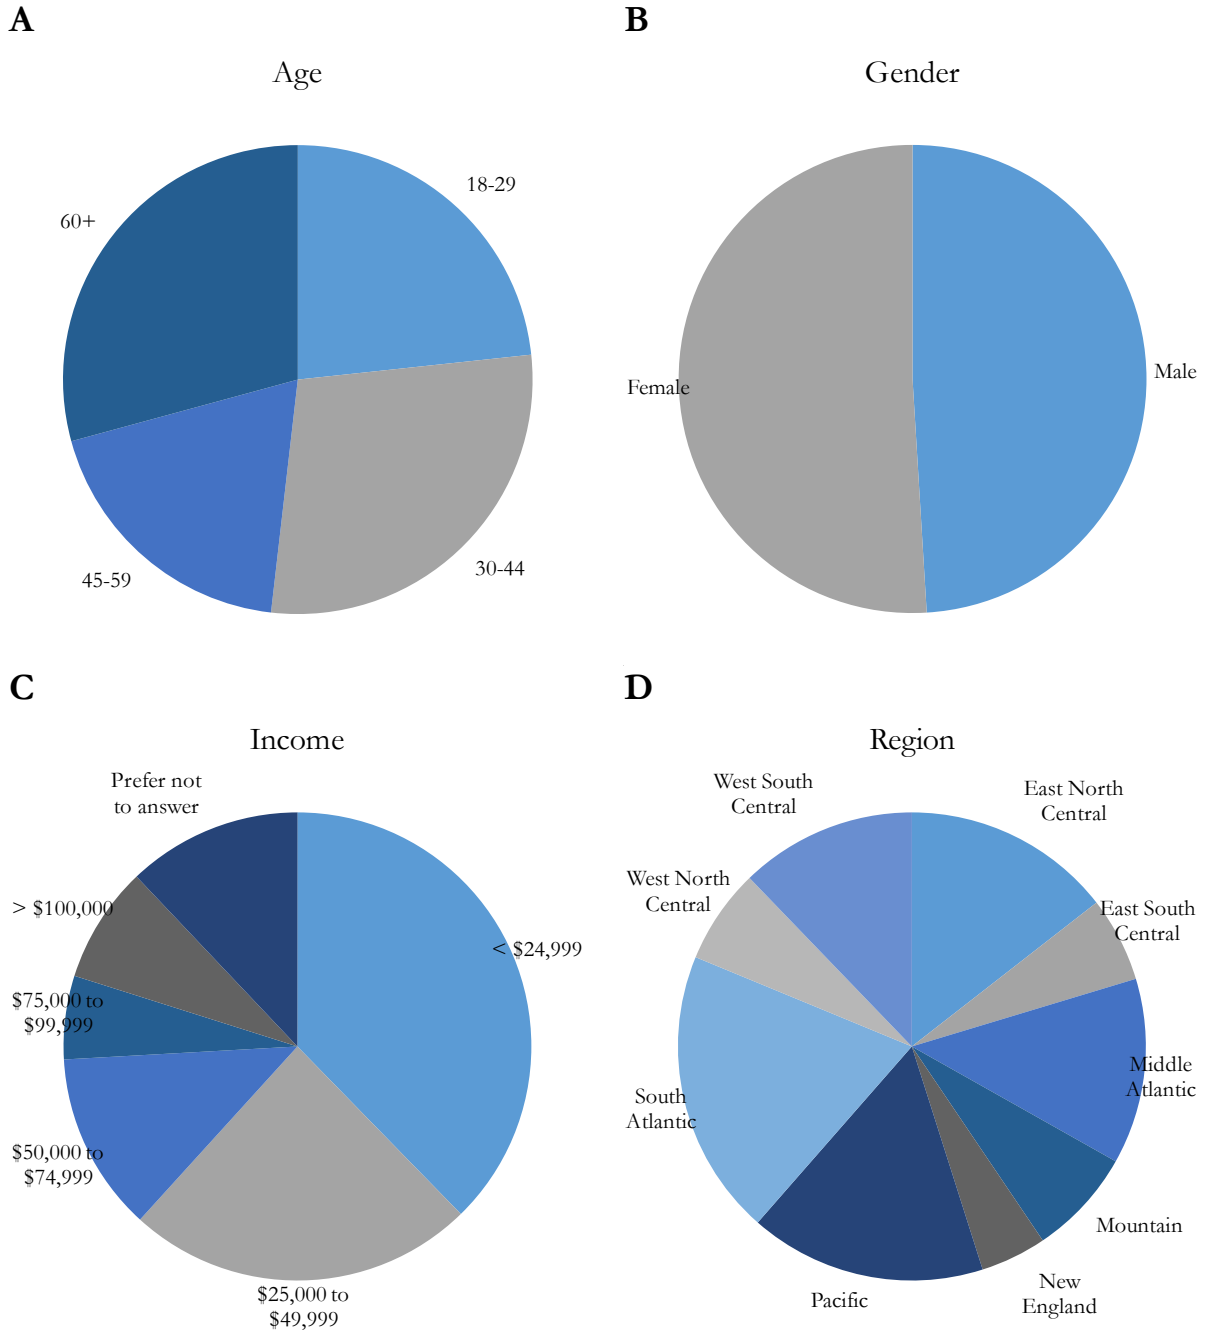 A
Age
18-29
60+
45-59
30-44
B
Gender
Female
Male
C
Income
Prefer not
to answer
> $100,000
< $24,999
$75,000 to
$99,999
$50,000 to
$74,999
$25,000 to
$49,999
D
Region
West South
Central
East North
Central
West North
Central
East South
Central
Middle
Atlantic
South
Atlantic
Mountain
New
England
Pacific